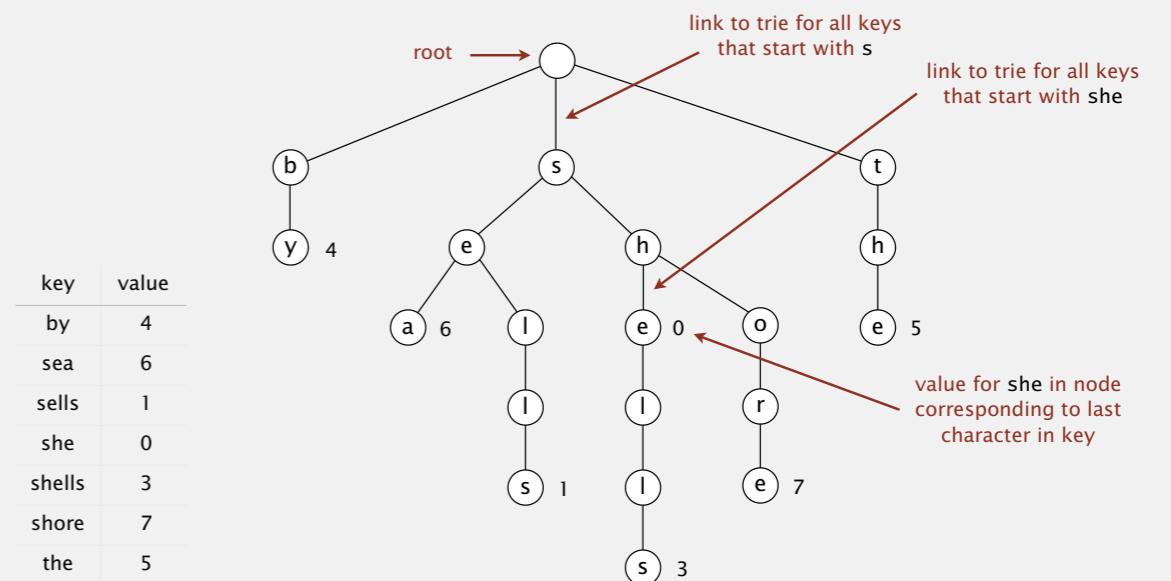 link to trie for all keys
that start with s
root
link to trie for all keys
that start with she
b
s
t
y 4
e
h
h
a 6
l
e 0
o
e 5
l
l
r
value for she in node
corresponding to last
character in key
s 1
l
e 7
s 3
key value
by 4
sea 6
sells 1
she 0
shells 3
shore 7
the 5